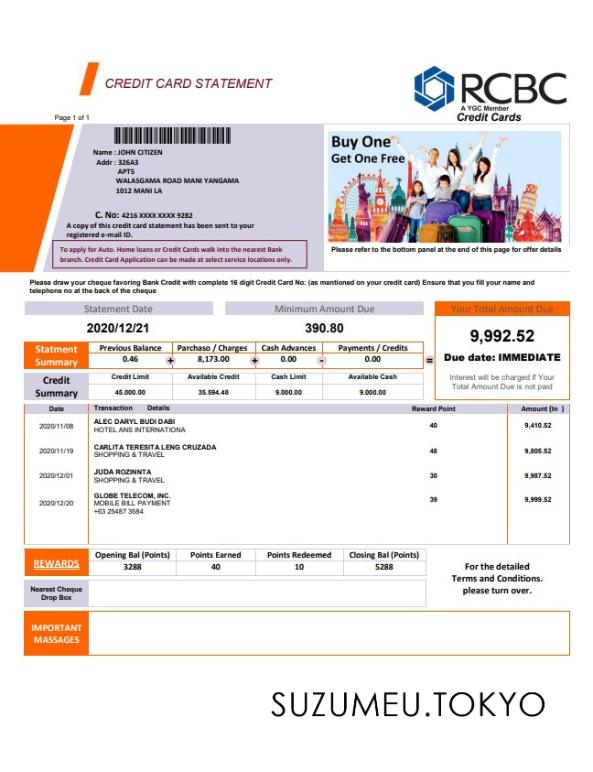 CREDIT CARD STATEMENT
RCBC
A YGC Member
Credit Cards
Page 1 of 1
Name : JOHN CITIZEN
Addr : 326A3
APTS
WALASGAMA ROAD MANI YANGAMA
1012 MANI LA
C. No: 4216 XXXX XXXX 9282
A copy of this credit card statement has been sent to your
registered e-mail ID.
To apply for Auto. Home loans or Credit Cards walk into the nearest Bank
branch. Credit Card Application can be made at select service locations only.
Buy One
Get One Free
Please refer to the bottom panel at the end of this page for offer details
Please draw your cheque favoring Bank Credit with complete 16 digit Credit Card No: (as mentioned on your credit card) Ensure that you fill your name and
telephone no at the back of the cheque
Statement Date Minimum Amount Due Your Total Amount Due
2020/12/21 390.80 9,992.52
Due date: IMMEDIATE
Interest will be charged if Your
Total Amount Due is not paid
Statment
Summary
Previous Balance Parchaso / Charges Cash Advances Payments / Credits
0.46 + 8,173.00 + 0.00 - 0.00 =
Credit
Summary
Credit Limit Available Credit Cash Limit Available Cash
45.000.00 35.594.48 9.000.00 9.000.00
Date Transaction Details Reward Point Amount (In )
2020/11/08 ALEC DARYL BUDI DABI 40 9,410.52
HOTEL ANS INTERNATIONA
2020/11/19 CARLITA TERESITA LENG CRUZADA 48 9,805.52
SHOPPING & TRAVEL
2020/12/01 JUDA ROZINNTA 30 9,987.52
SHOPPING & TRAVEL
2020/12/20 GLOBE TELECOM, INC. 39 9,999.52
MOBILE BILL PAYMENT
+63 25487 3584
REWARDS
Opening Bal (Points) Points Earned Points Redeemed Closing Bal (Points)
3288 40 10 5288
For the detailed
Terms and Conditions.
please turn over.
Nearest Cheque
Drop Box
IMPORTANT
MASSAGES
SUZUMEU.TOKYO